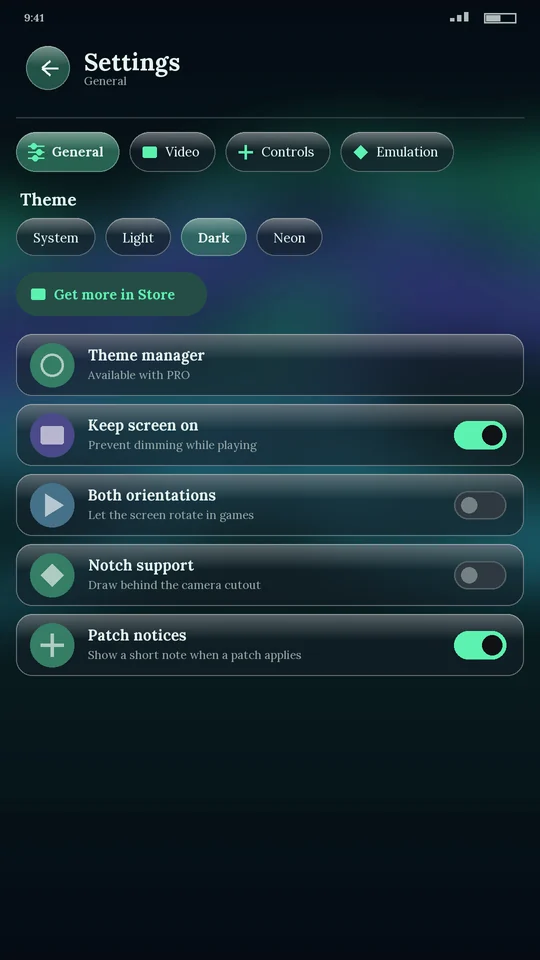 9:41
Settings
General
General
Video
Controls
Emulation
Theme
System
Light
Dark
Neon
Get more in Store
Theme manager
Available with PRO
Keep screen on
Prevent dimming while playing
Both orientations
Let the screen rotate in games
Notch support
Draw behind the camera cutout
Patch notices
Show a short note when a patch applies